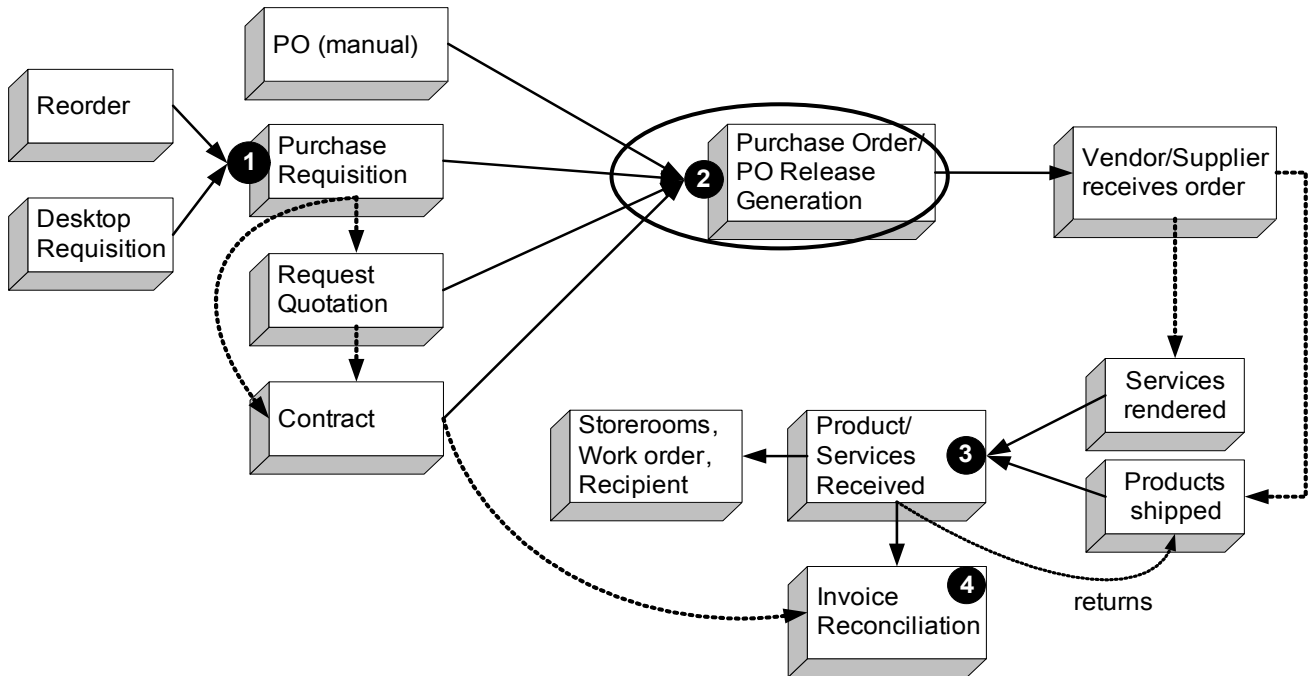 PO (manual)
Reorder
1
Purchase
Requisition
Desktop
Requisition
Request
Quotation
Contract
2
Purchase Order/
PO Release
Generation
Vendor/Supplier
receives order
Services
rendered
Products
shipped
Storerooms,
Work order,
Recipient
Product/
Services
Received
3
returns
Invoice
Reconciliation
4